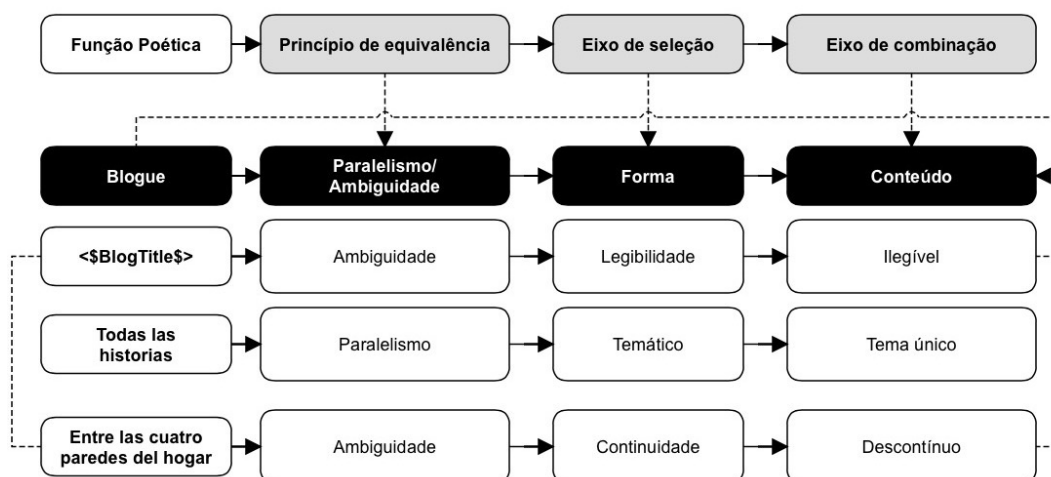 Função Poética
Princípio de equivalência
Eixo de seleção
Eixo de combinação
Blogue
Paralelismo/
Ambiguidade
Forma
Conteúdo
<$BlogTitle$>
Ambiguidade
Legibilidade
Ilegível
Todas las
historias
Paralelismo
Temático
Tema único
Entre las cuatro
paredes del hogar
Ambiguidade
Continuidade
Descontínuo